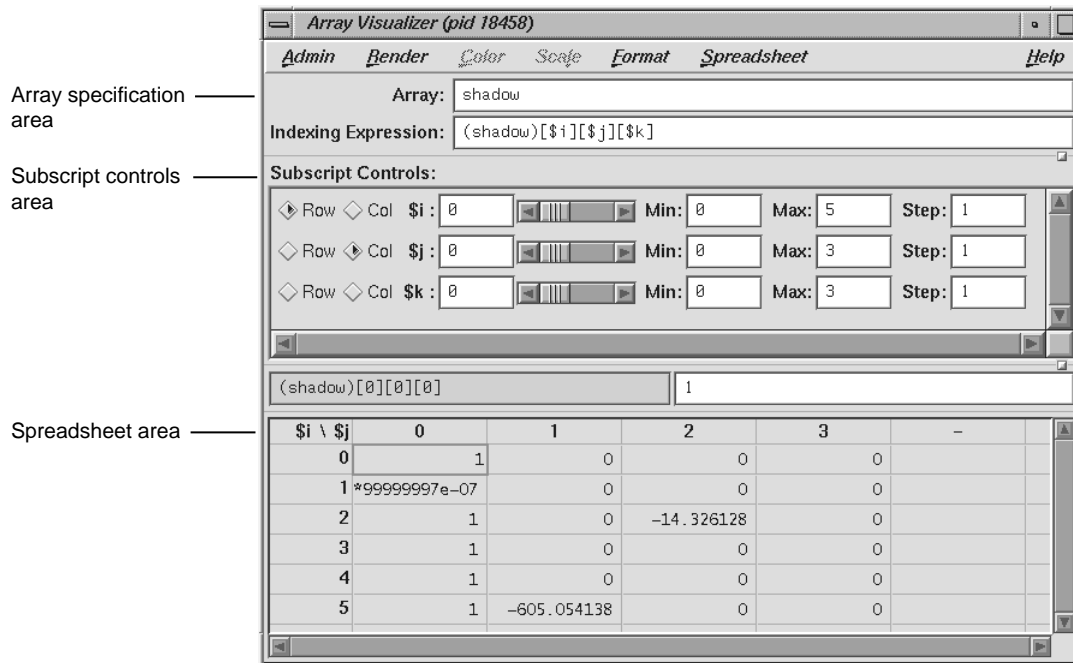 Array Visualizer (pid 18458)
Admin Render Color Scale Format Spreadsheet Help
Array specification area
Array: shadow
Indexing Expression: (shadow)[$i][$j][$k]
Subscript controls area
Subscript Controls:
Row Col $i : 0 Min: 0 Max: 5 Step: 1
Row Col $j : 0 Min: 0 Max: 3 Step: 1
Row Col $k : 0 Min: 0 Max: 3 Step: 1
(shadow)[0][0][0] 1
Spreadsheet area
$i \ $j 0 1 2 3 –
0 1 0 0 0
1 *99999997e-07 0 0 0
2 1 0 -14.326128 0
3 1 0 0 0
4 1 0 0 0
5 1 -605.054138 0 0